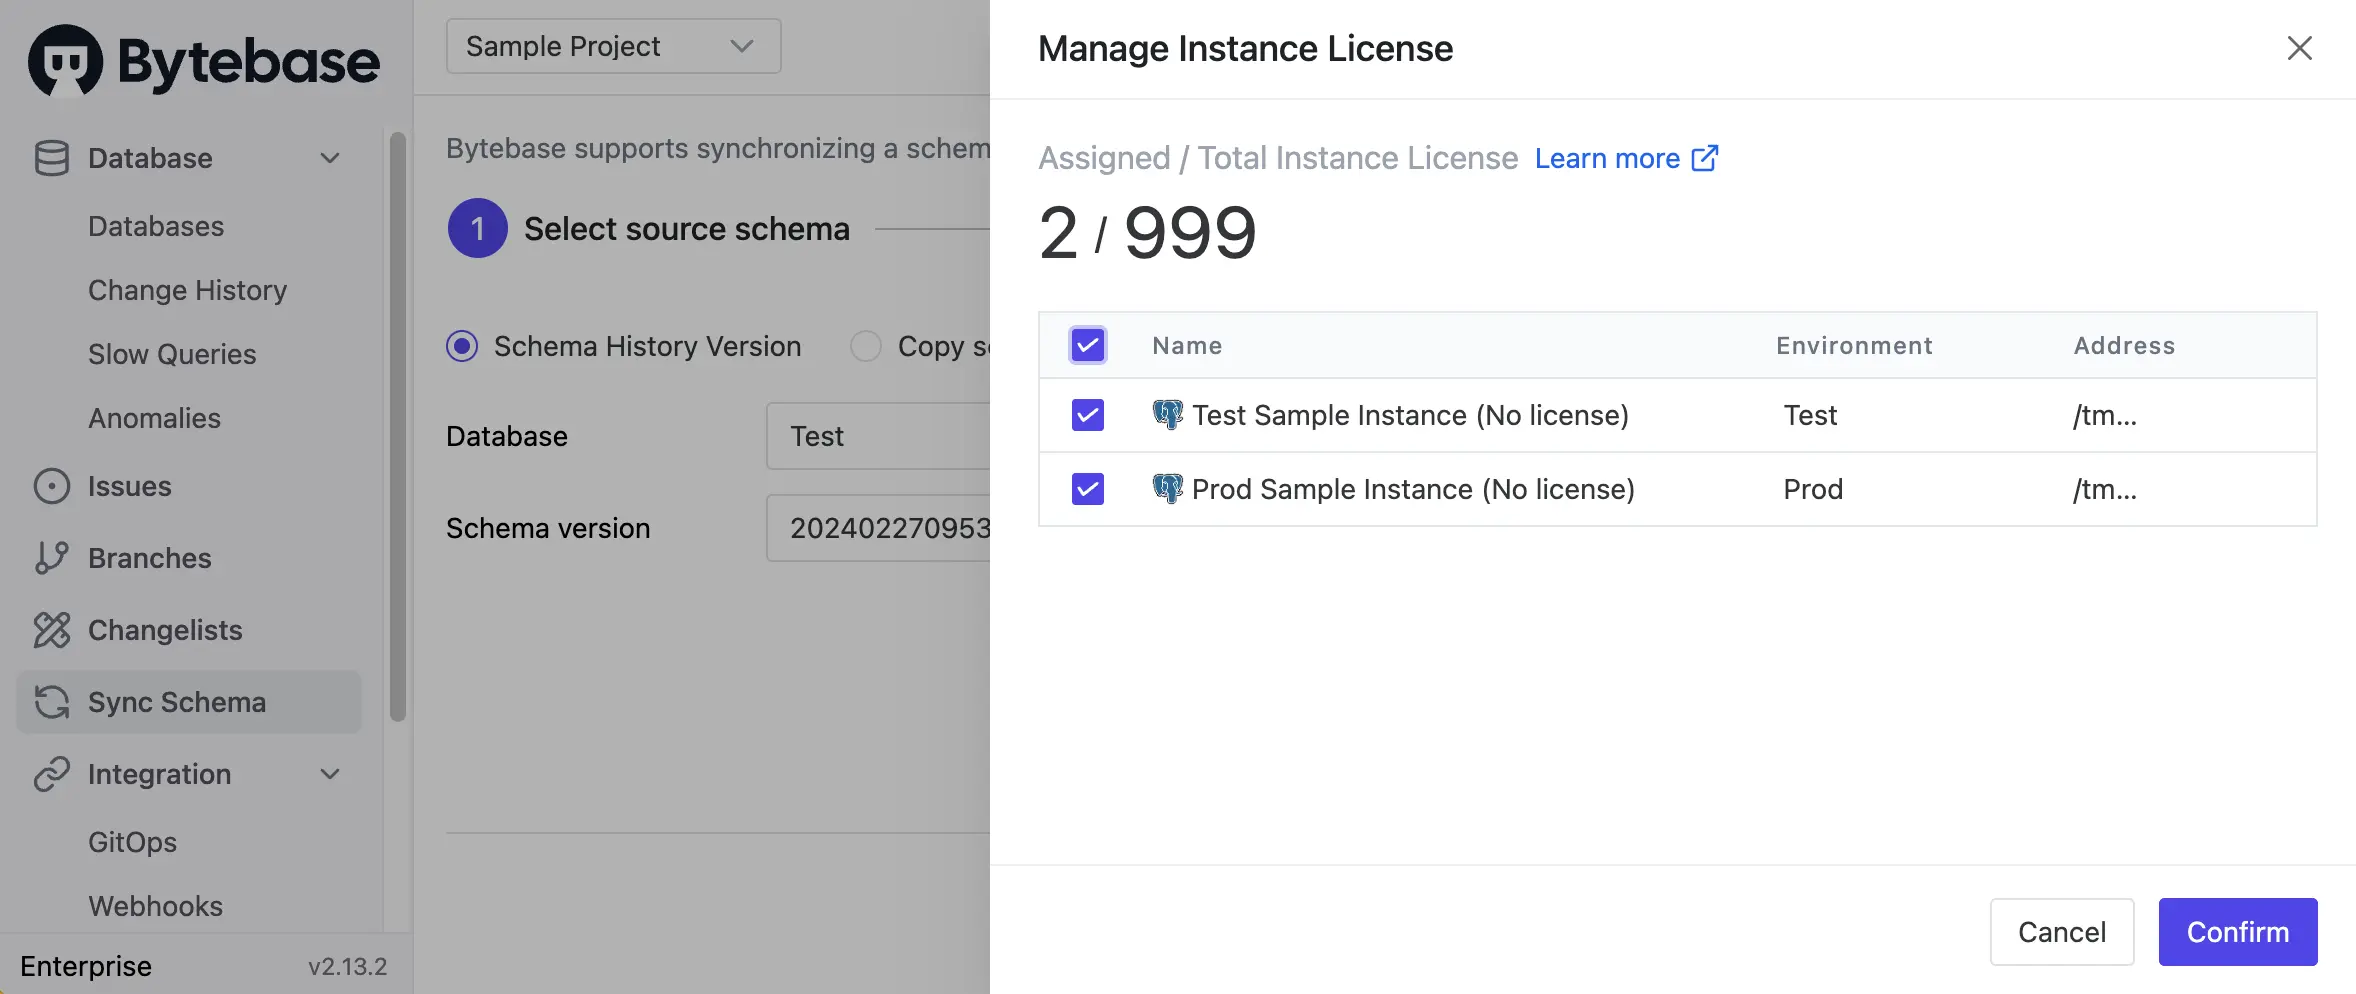 Bytebase
Database
Databases
Change History
Slow Queries
Anomalies
Issues
Branches
Changelists
Sync Schema
Integration
GitOps
Webhooks
Enterprise v2.13.2
Sample Project
Bytebase supports synchronizing a schem
1 Select source schema
Schema History Version Copy s
Database Test
Schema version 202402270953
Manage Instance License
Assigned / Total Instance License Learn more
2 / 999
Name Environment Address
Test Sample Instance (No license) Test /tm...
Prod Sample Instance (No license) Prod /tm...
Cancel Confirm